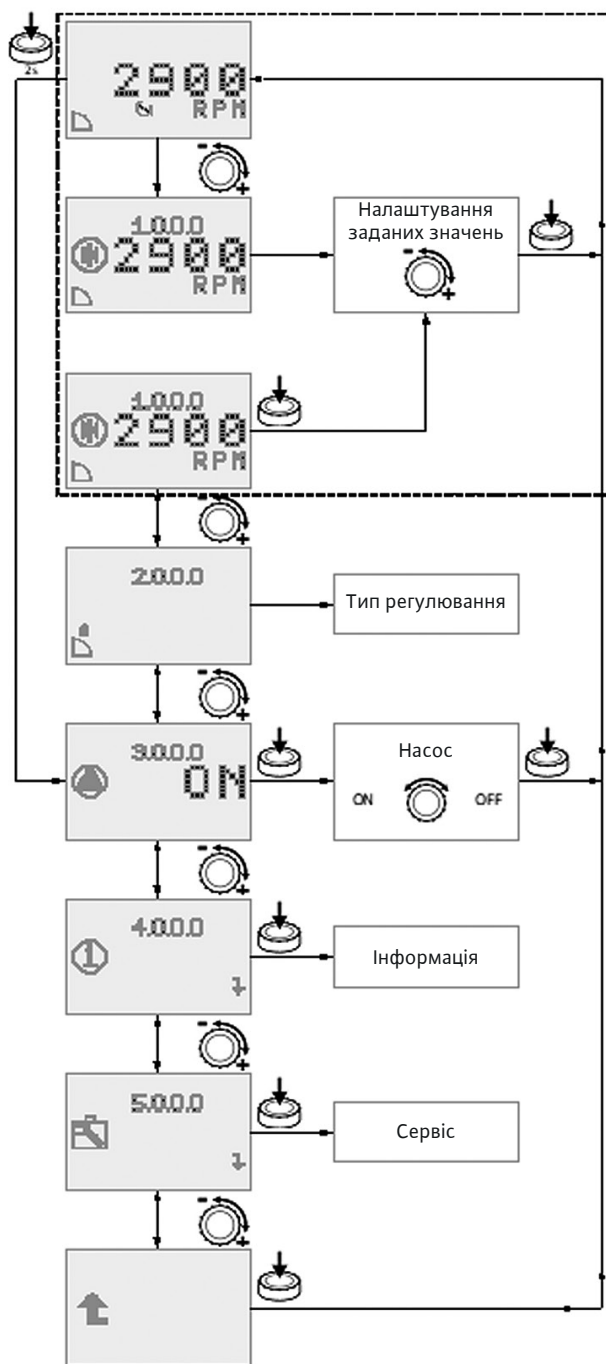 2s
2900
RPM
1.0.0.0
2900
RPM
Налаштування
заданих значень
- +
1.0.0.0
2900
RPM
2.0.0.0
Тип регулювання
3.0.0.0
ON
Насос
ON OFF
4.0.0.0
1
Інформація
5.0.0.0
Сервіс